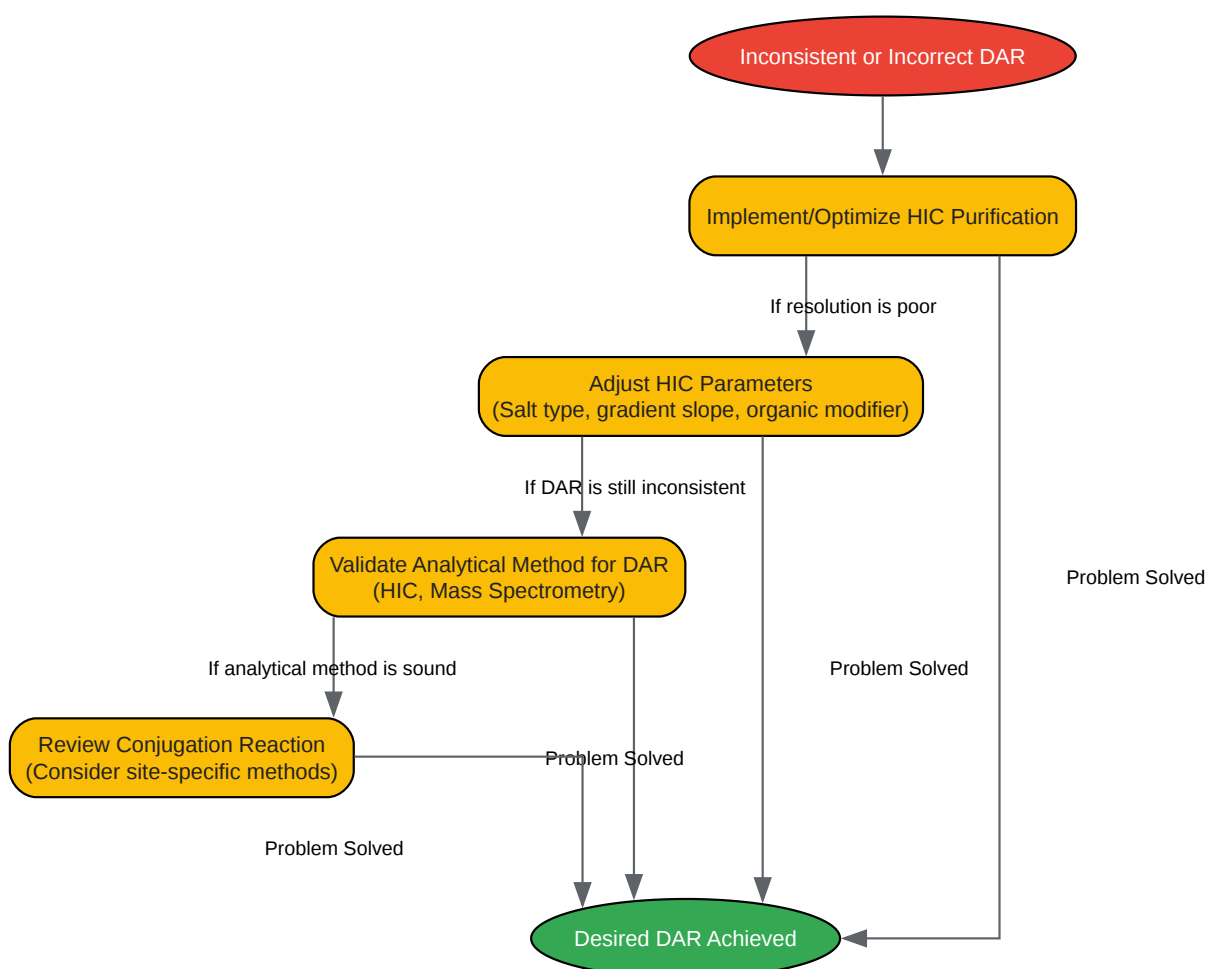 Inconsistent or Incorrect DAR
Implement/Optimize HIC Purification
If resolution is poor
Adjust HIC Parameters
(Salt type, gradient slope, organic modifier)
If DAR is still inconsistent
Validate Analytical Method for DAR
(HIC, Mass Spectrometry)
Problem Solved
If analytical method is sound
Problem Solved
Review Conjugation Reaction
(Consider site-specific methods)
Problem Solved
Problem Solved
Desired DAR Achieved